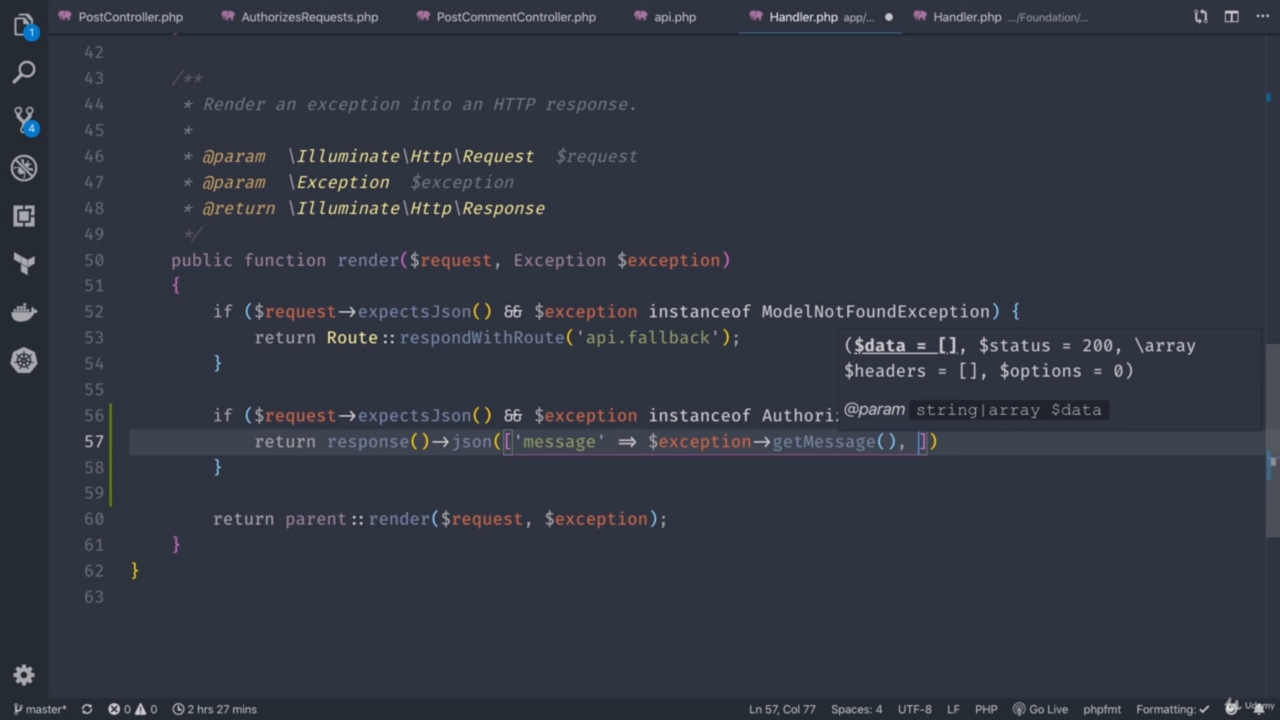 PostController.php AuthorizesRequests.php PostCommentController.php api.php Handler.php app/... Handler.php .../Foundation/...
1
42
43 /**
44 * Render an exception into an HTTP response.
45 *
46 * @param \Illuminate\Http\Request $request
47 * @param \Exception $exception
48 * @return \Illuminate\Http\Response
49 */
50 public function render($request, Exception $exception)
51 {
52 if ($request->expectsJson() && $exception instanceof ModelNotFoundException) {
53 return Route::respondWithRoute('api.fallback');
54 }
55
56 if ($request->expectsJson() && $exception instanceof Authori
57 return response()->json(['message' => $exception->getMessage(), ])
58 }
59
60 return parent::render($request, $exception);
61 }
62 }
63
($data = [], $status = 200, \array
$headers = [], $options = 0)
@param string|array $data
4
master* 0 0 2 hrs 27 mins Ln 57, Col 77 Spaces: 4 UTF-8 LF PHP Go Live phpfmt Formatting: ✓
Udemy